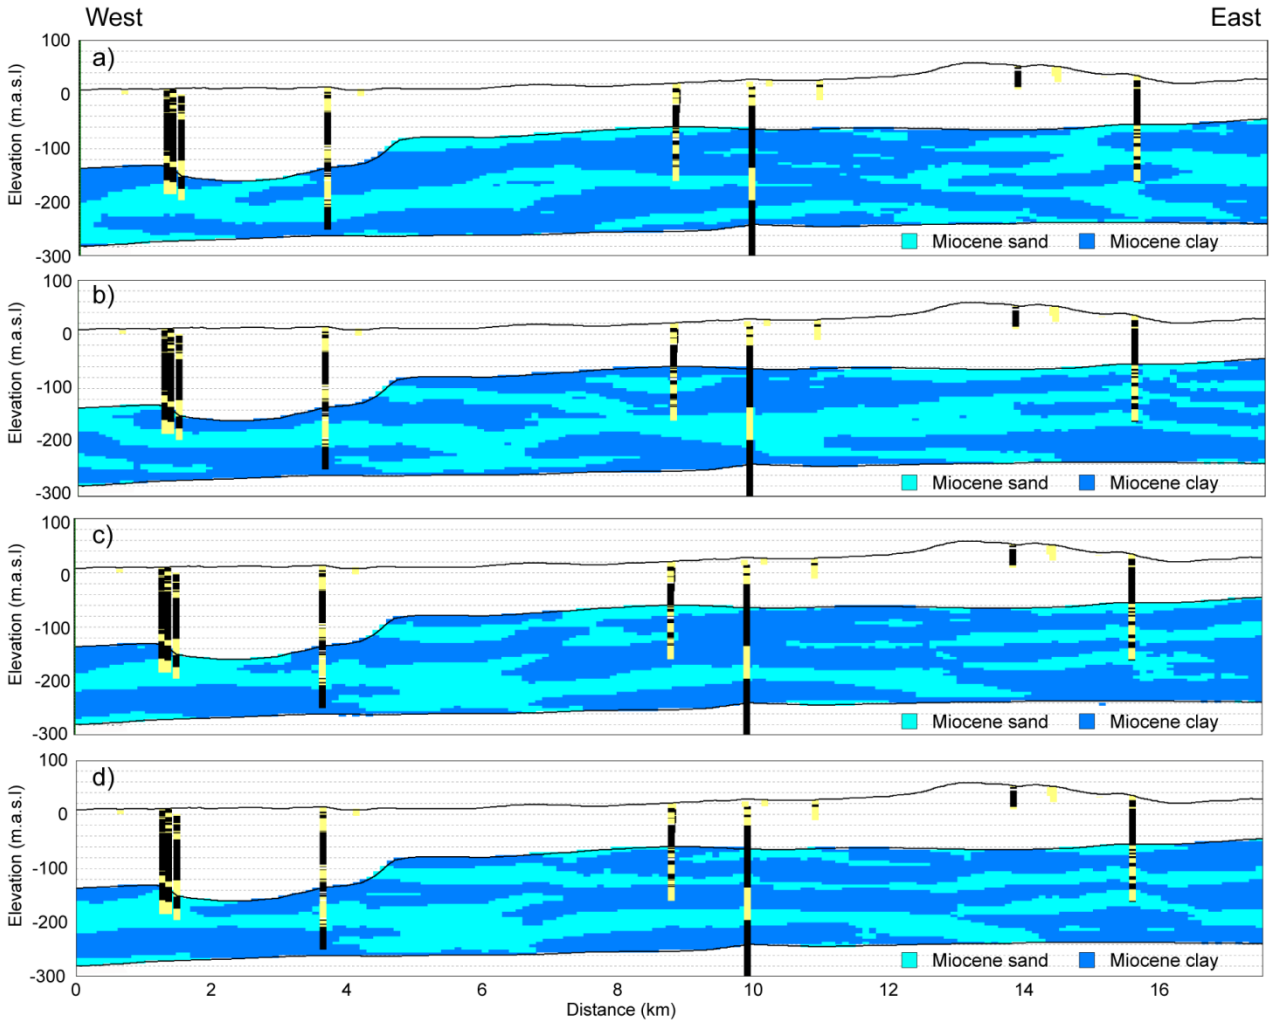 West
East
a)
100
0
-100
-200
-300
Elevation (m.a.s.l)
Miocene sand
Miocene clay
b)
100
0
-100
-200
-300
Elevation (m.a.s.l)
Miocene sand
Miocene clay
c)
100
0
-100
-200
-300
Elevation (m.a.s.l)
Miocene sand
Miocene clay
d)
100
0
-100
-200
-300
Elevation (m.a.s.l)
Miocene sand
Miocene clay
0 2 4 6 8 10 12 14 16
Distance (km)